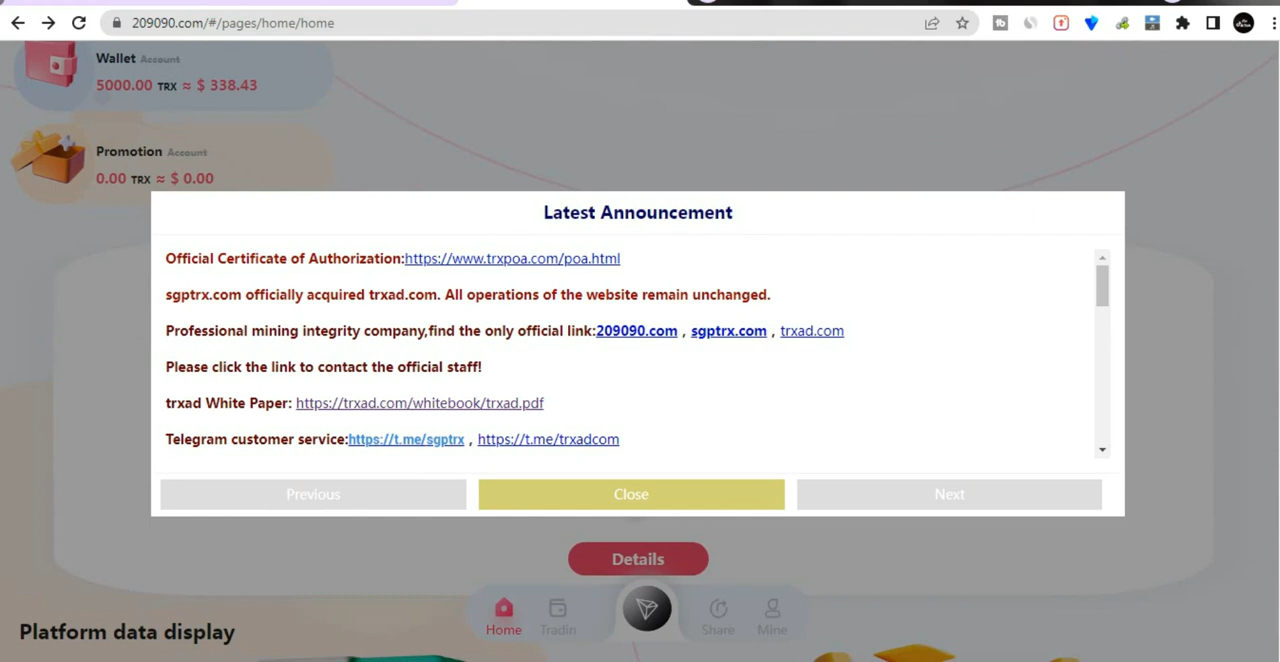 209090.com/#/pages/home/home
Wallet Account
5000.00 TRX ≈ $ 338.43
Promotion Account
0.00 TRX ≈ $ 0.00
Latest Announcement
Official Certificate of Authorization:https://www.trxpoa.com/poa.html
sgptrx.com officially acquired trxad.com. All operations of the website remain unchanged.
Professional mining integrity company,find the only official link:209090.com , sgptrx.com , trxad.com
Please click the link to contact the official staff!
trxad White Paper: https://trxad.com/whitebook/trxad.pdf
Telegram customer service:https://t.me/sgptrx , https://t.me/trxadcom
Previous Close Next
Details
Home Tradin Share Mine
Platform data display